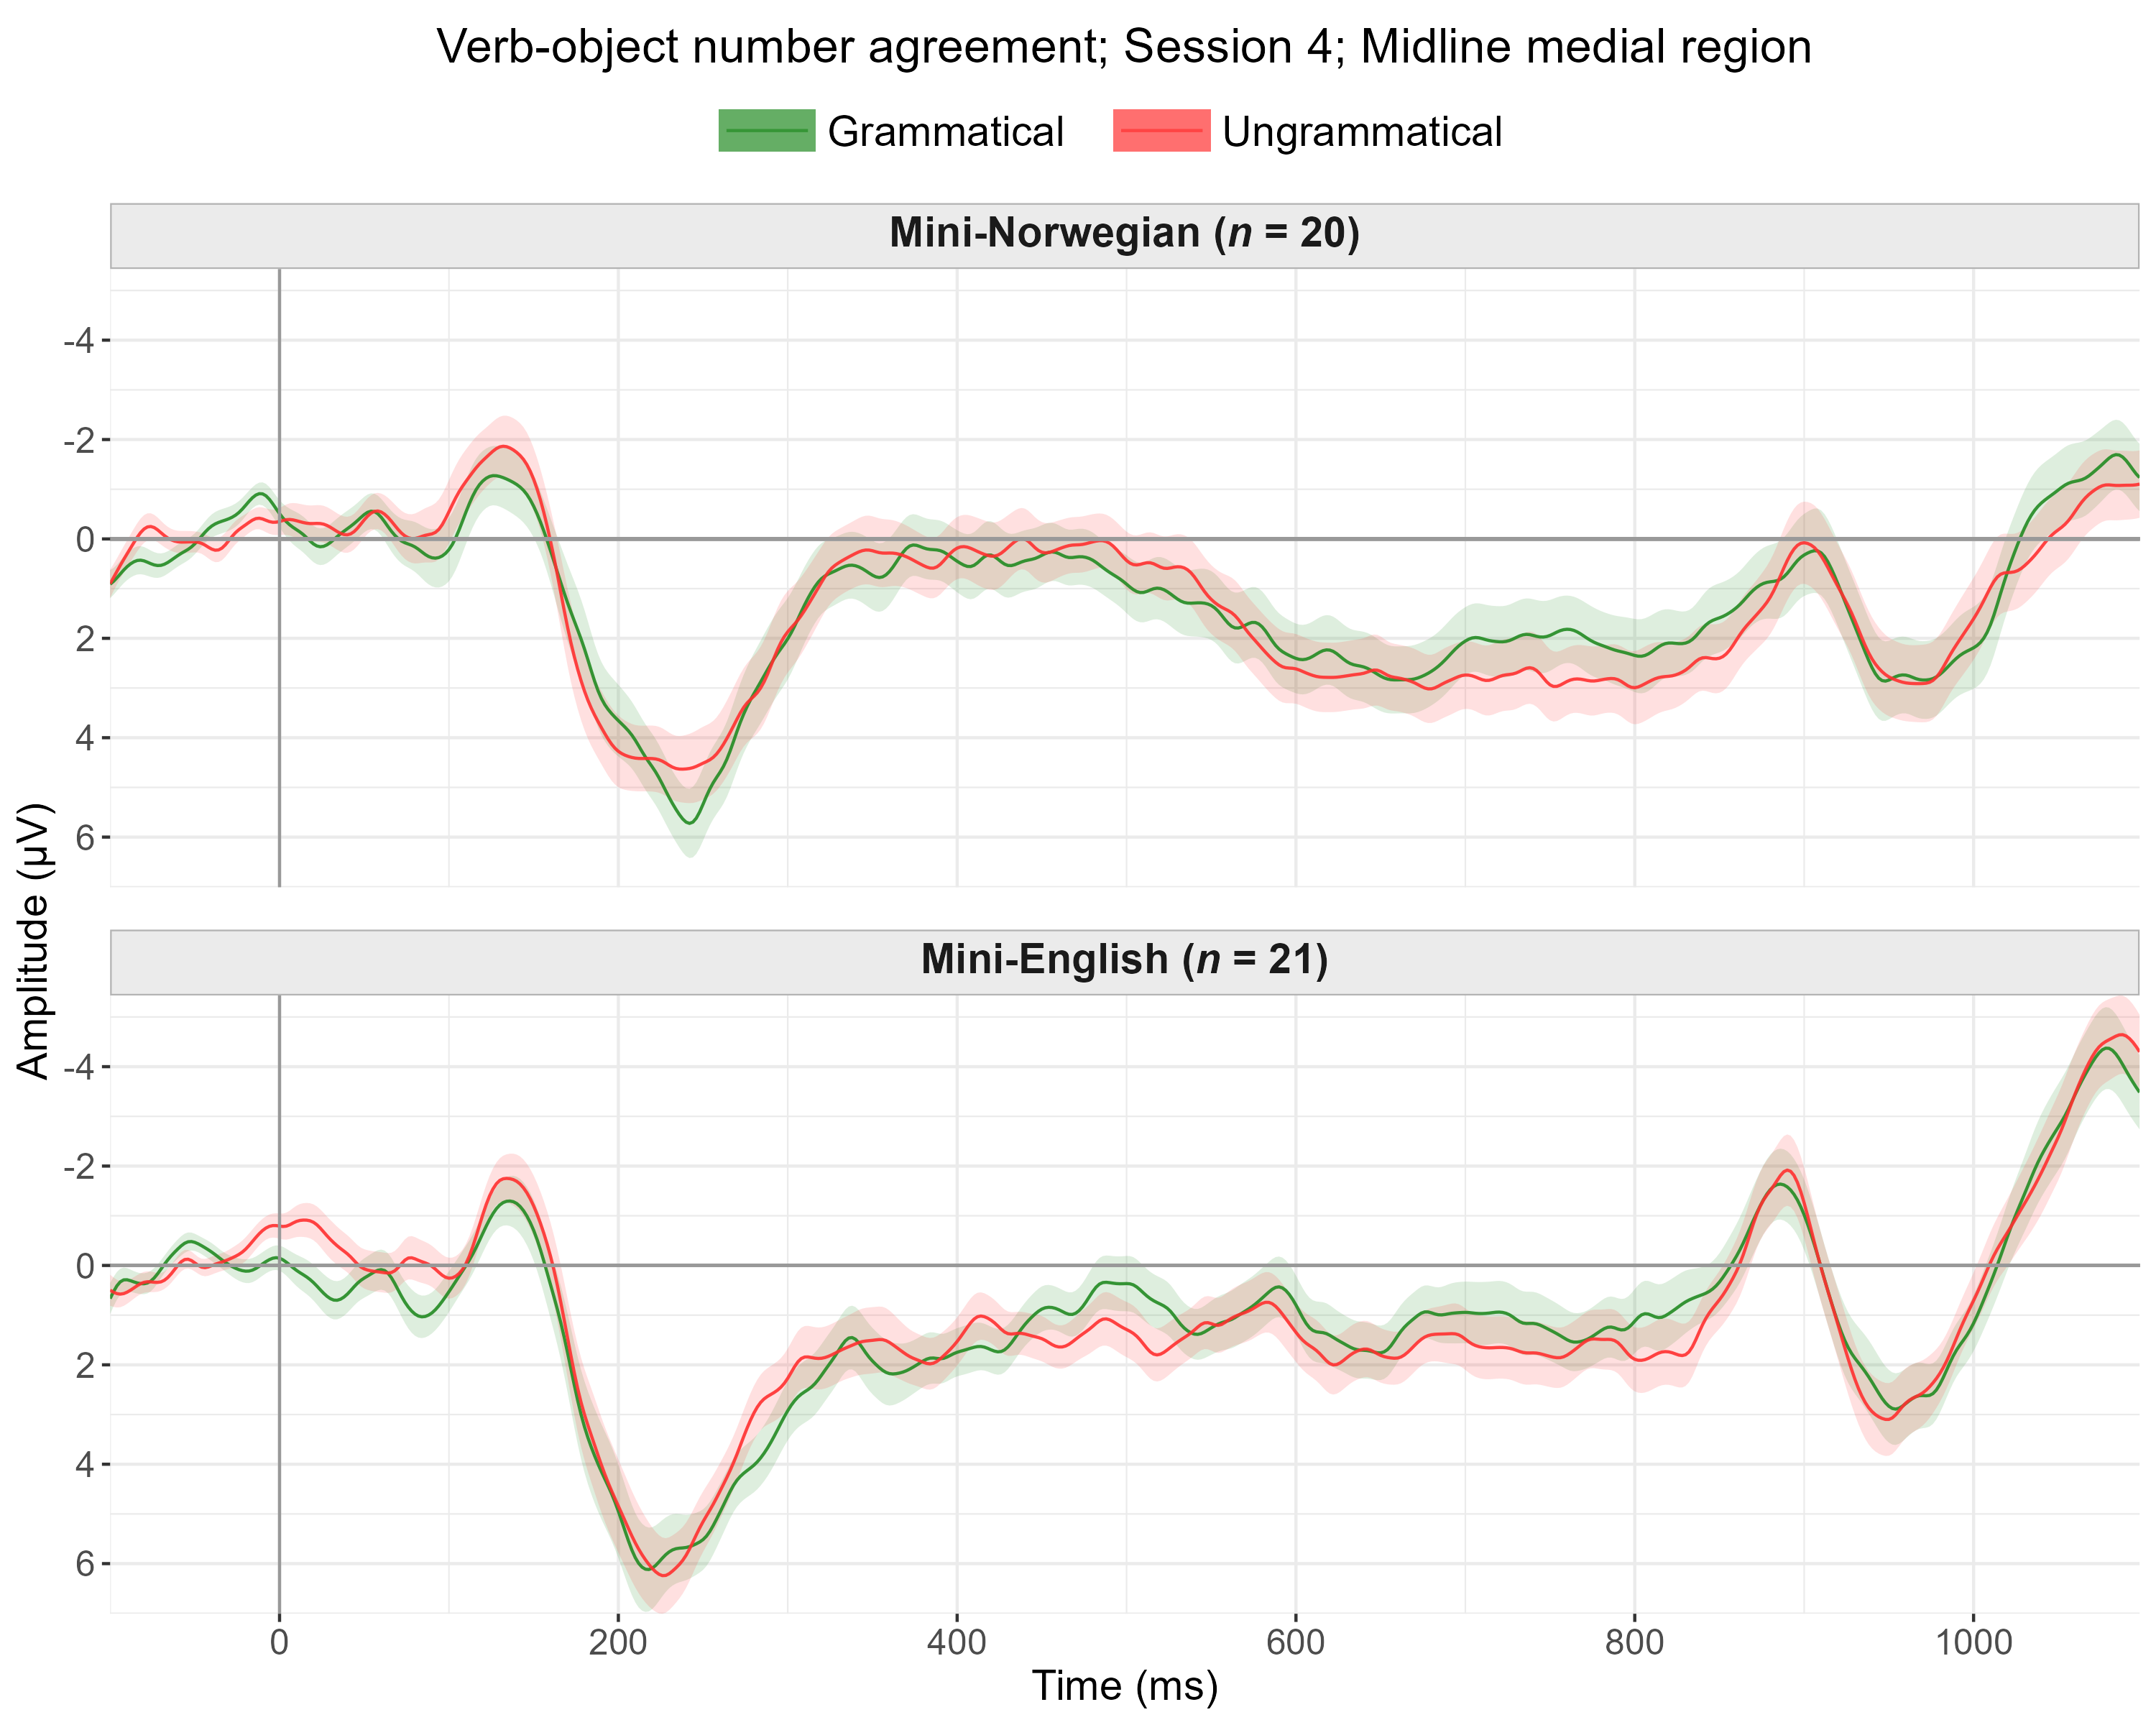 Verb-object number agreement; Session 4; Midline medial region
Grammatical Ungrammatical
Mini-Norwegian (n = 20)
-4
-2
0
2
4
6
Mini-English (n = 21)
-4
-2
0
2
4
6
Amplitude (µV)
0 200 400 600 800 1000
Time (ms)